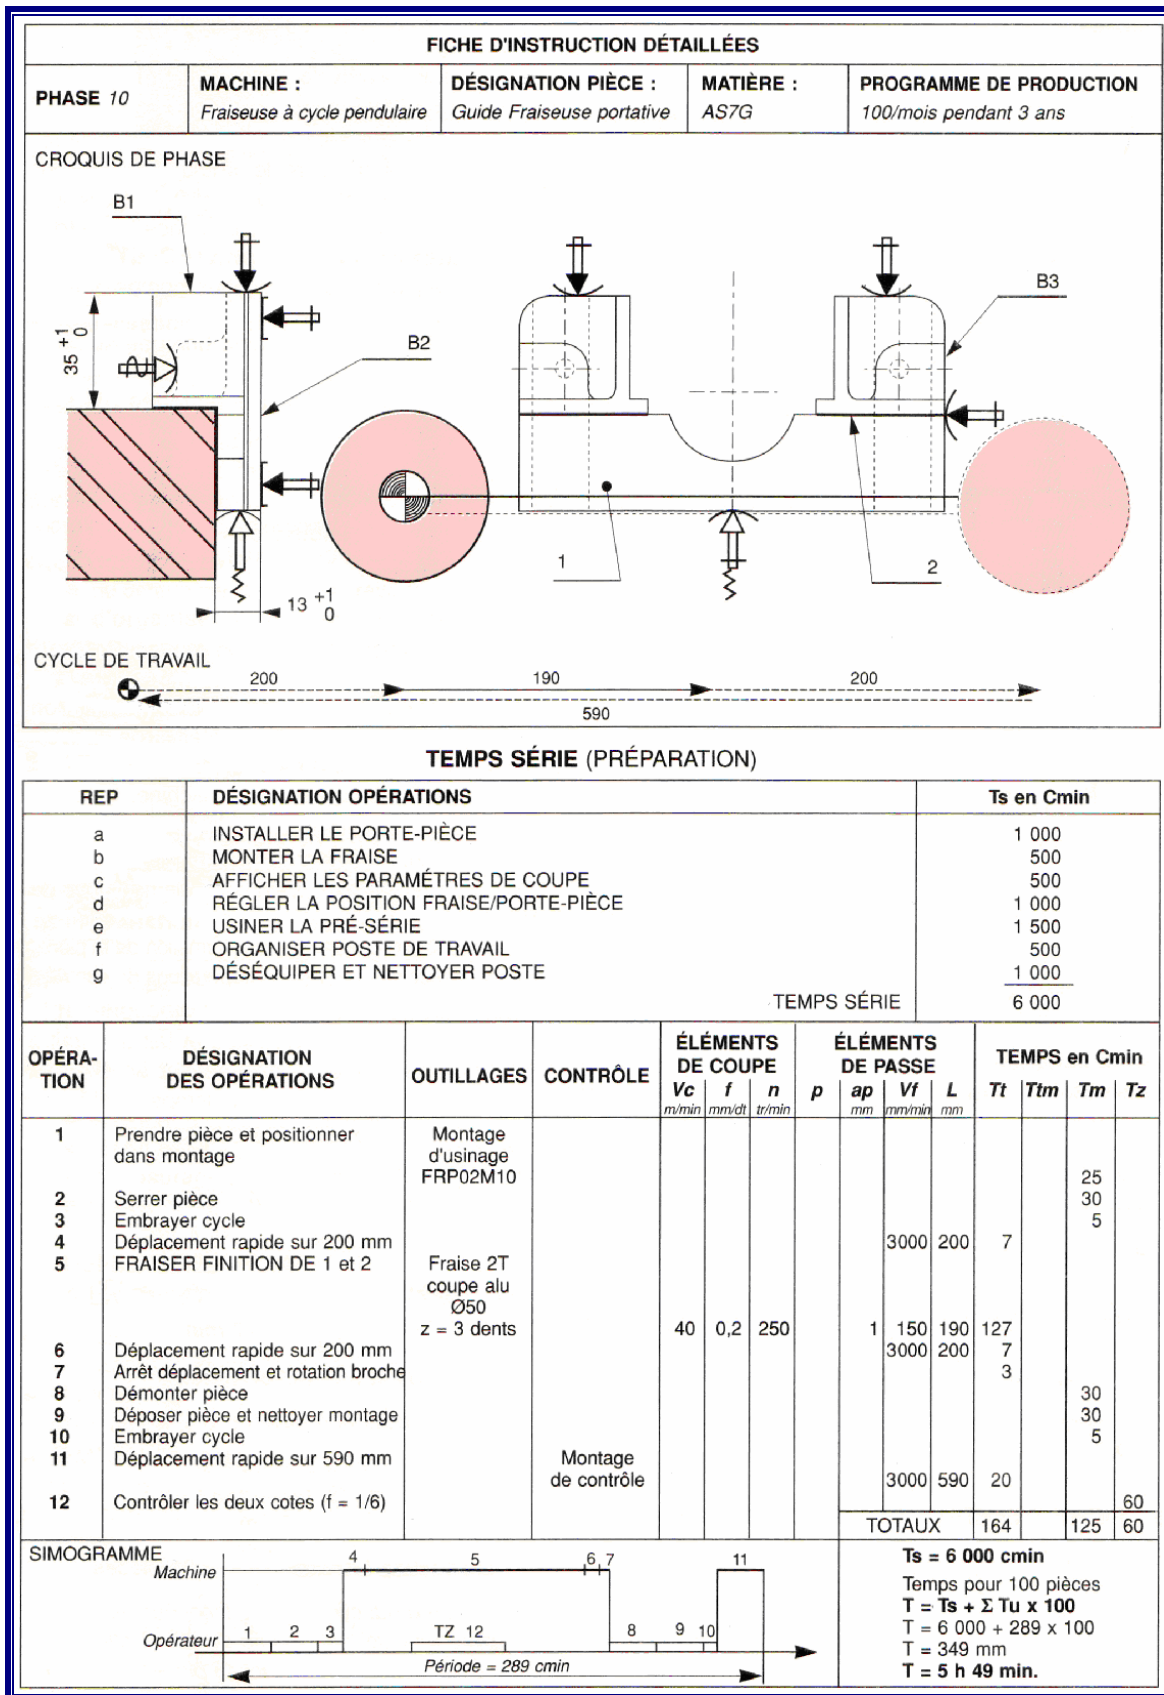 FICHE D'INSTRUCTION DÉTAILLÉES
PHASE 10
MACHINE :
Fraiseuse à cycle pendulaire
DÉSIGNATION PIÈCE :
Guide Fraiseuse portative
MATIÈRE :
AS7G
PROGRAMME DE PRODUCTION
100/mois pendant 3 ans
CROQUIS DE PHASE
B1
B2
B3
35 +1 0
13 +1 0
1
2
CYCLE DE TRAVAIL
200 190 200
590
TEMPS SÉRIE (PRÉPARATION)
REP DÉSIGNATION OPÉRATIONS Ts en Cmin
a INSTALLER LE PORTE-PIÈCE 1 000
b MONTER LA FRAISE 500
c AFFICHER LES PARAMÉTRES DE COUPE 500
d RÉGLER LA POSITION FRAISE/PORTE-PIÈCE 1 000
e USINER LA PRÉ-SÉRIE 1 500
f ORGANISER POSTE DE TRAVAIL 500
g DÉSÉQUIPER ET NETTOYER POSTE 1 000
TEMPS SÉRIE 6 000
OPÉRA-
TION
DÉSIGNATION
DES OPÉRATIONS
OUTILLAGES
CONTRÔLE
ÉLÉMENTS
DE COUPE
Vc f n
m/min mm/dt tr/min
ÉLÉMENTS
DE PASSE
p ap Vf L
mm mm/min mm
TEMPS en Cmin
Tt Ttm Tm Tz
1 Prendre pièce et positionner Montage
dans montage d'usinage
FRP02M10 25
2 Serrer pièce 30
3 Embrayer cycle 5
4 Déplacement rapide sur 200 mm 3000 200 7
5 FRAISER FINITION DE 1 et 2 Fraise 2T
coupe alu
Ø50
z = 3 dents 40 0,2 250 1 150 190 127
6 Déplacement rapide sur 200 mm 3000 200 7
7 Arrêt déplacement et rotation broche 3
8 Démonter pièce 30
9 Déposer pièce et nettoyer montage 30
10 Embrayer cycle 5
11 Déplacement rapide sur 590 mm Montage
de contrôle 3000 590 20
12 Contrôler les deux cotes (f = 1/6) 60
TOTAUX 164 125 60
SIMOGRAMME
Machine
4 5 6 7 11
Opérateur
1 2 3 TZ 12 8 9 10
Période = 289 cmin
Ts = 6 000 cmin
Temps pour 100 pièces
T = Ts + Σ Tu x 100
T = 6 000 + 289 x 100
T = 349 mm
T = 5 h 49 min.